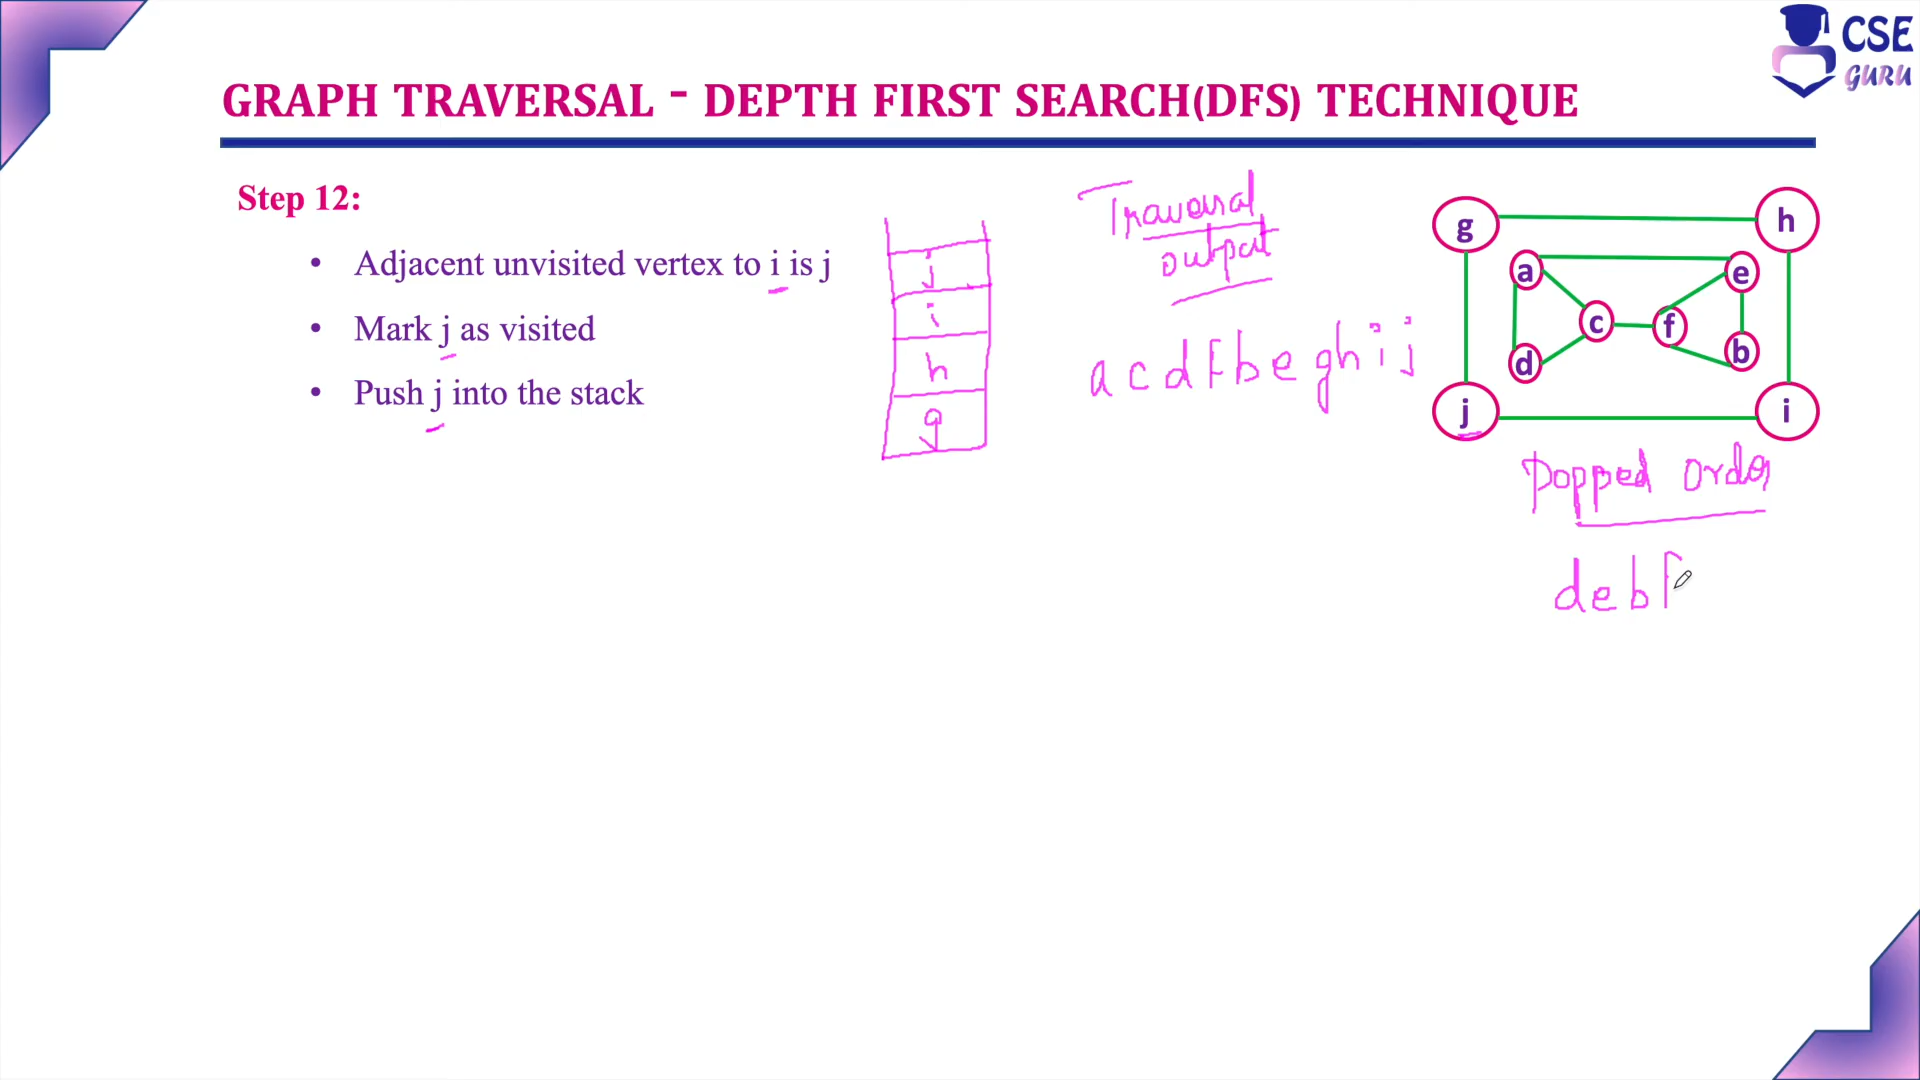 CSE
GURU
GRAPH TRAVERSAL - DEPTH FIRST SEARCH(DFS) TECHNIQUE
Step 12:
• Adjacent unvisited vertex to i is j
• Mark j as visited
• Push j into the stack
j
i
h
g
Traversal
output
a c d f b e g h i j
g h
a e
c f
d b
j i
Popped order
d e b f